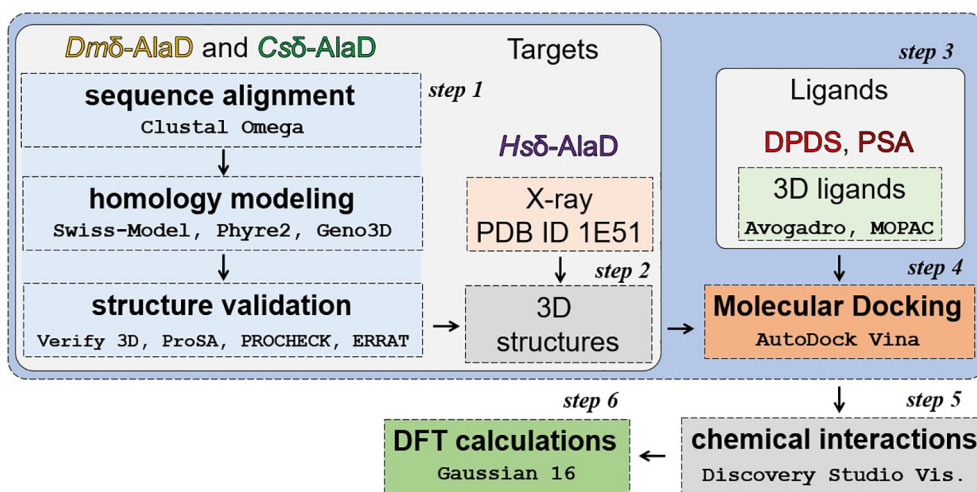 Dmδ-AlaD and Csδ-AlaD
step 1
sequence alignment
Clustal Omega
homology modeling
Swiss-Model, Phyre2, Geno3D
structure validation
Verify 3D, ProSA, PROCHECK, ERRAT
Targets
Hsδ-AlaD
X-ray
PDB ID 1E51
step 2
3D
structures
step 3
Ligands
DPDS, PSA
3D ligands
Avogadro, MOPAC
step 4
Molecular Docking
AutoDock Vina
step 5
chemical interactions
Discovery Studio Vis.
step 6
DFT calculations
Gaussian 16